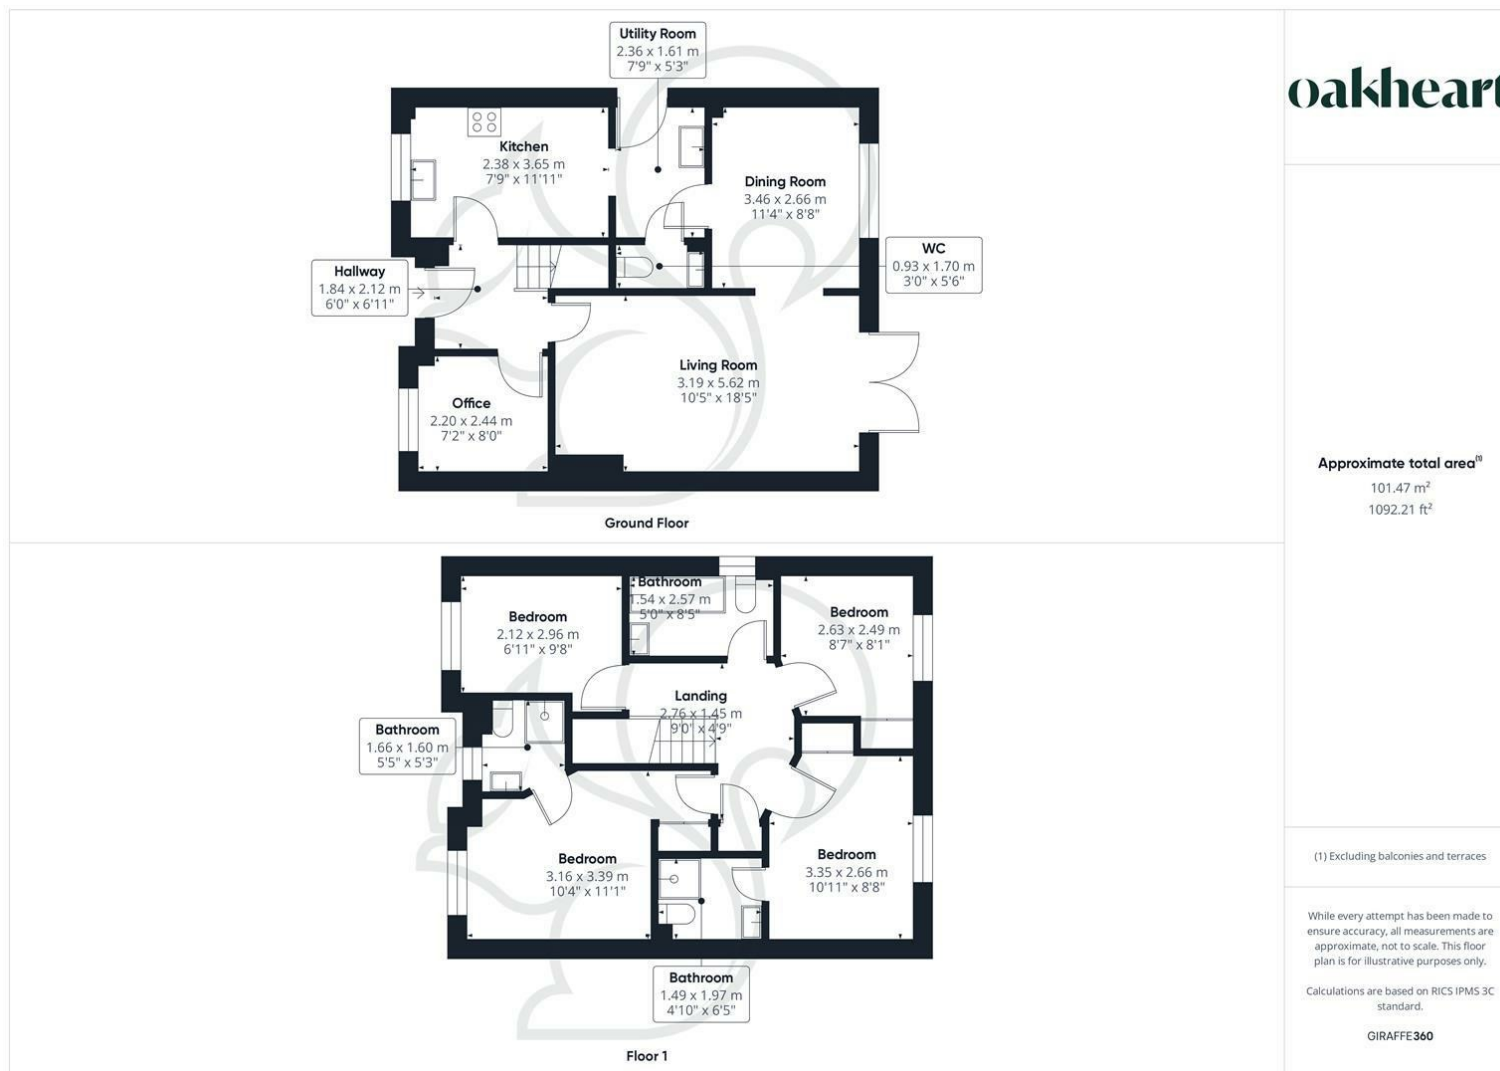 Utility Room
2.36 x 1.61 m
7'9" x 5'3"
Kitchen
2.38 x 3.65 m
7'9" x 11'11"
Dining Room
3.46 x 2.66 m
11'4" x 8'8"
WC
0.93 x 1.70 m
3'0" x 5'6"
Hallway
1.84 x 2.12 m
6'0" x 6'11"
Living Room
3.19 x 5.62 m
10'5" x 18'5"
Office
2.20 x 2.44 m
7'2" x 8'0"
Ground Floor
Bathroom
1.54 x 2.57 m
5'0" x 8'5"
Bedroom
2.12 x 2.96 m
6'11" x 9'8"
Bedroom
2.63 x 2.49 m
8'7" x 8'1"
Landing
2.76 x 1.45 m
9'0" x 4'9"
Bathroom
1.66 x 1.60 m
5'5" x 5'3"
Bedroom
3.16 x 3.39 m
10'4" x 11'1"
Bedroom
3.35 x 2.66 m
10'11" x 8'8"
Bathroom
1.49 x 1.97 m
4'10" x 6'5"
Floor 1
oakheart
Approximate total area(1)
101.47 m²
1092.21 ft²
(1) Excluding balconies and terraces
While every attempt has been made to
ensure accuracy, all measurements are
approximate, not to scale. This floor
plan is for illustrative purposes only.
Calculations are based on RICS IPMS 3C
standard.
GIRAFFE360